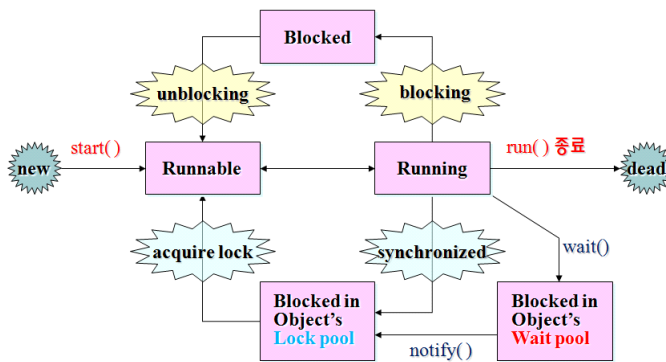 Blocked
unblocking
blocking
new
start( )
Runnable
Running
run( ) 종료
dead
acquire lock
synchronized
wait()
Blocked in
Object's
Lock pool
notify( )
Blocked in
Object's
Wait pool